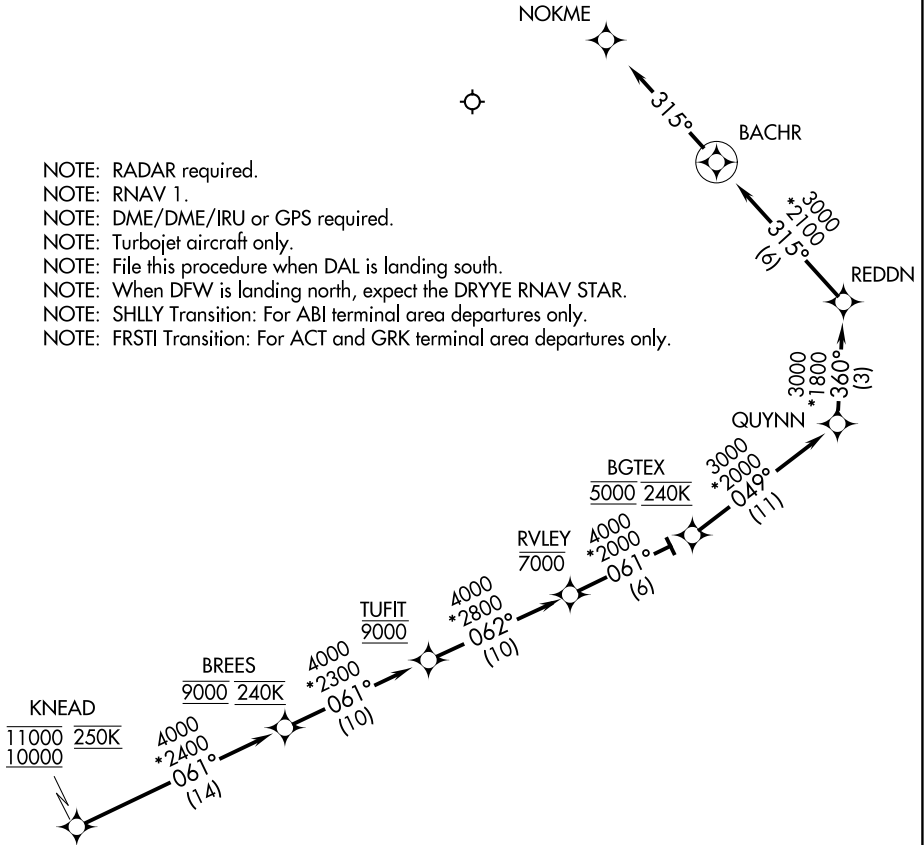 NOKME
315°
BACHR
NOTE: RADAR required.
NOTE: RNAV 1.
NOTE: DME/DME/IRU or GPS required.
NOTE: Turbojet aircraft only.
NOTE: File this procedure when DAL is landing south.
NOTE: When DFW is landing north, expect the DRYYE RNAV STAR.
NOTE: SHLLY Transition: For ABI terminal area departures only.
NOTE: FRSTI Transition: For ACT and GRK terminal area departures only.
3000
*2100
315°
(6)
REDDN
3000
*1800
360°
(3)
QUYNN
3000
*2000
049°
(11)
BGTEX
5000 240K
4000
*2000
061°
(6)
RVLEY
7000
4000
*2800
062°
(10)
TUFIT
9000
4000
*2300
061°
(10)
BREES
9000 240K
4000
*2400
061°
(14)
KNEAD
11000 250K
10000